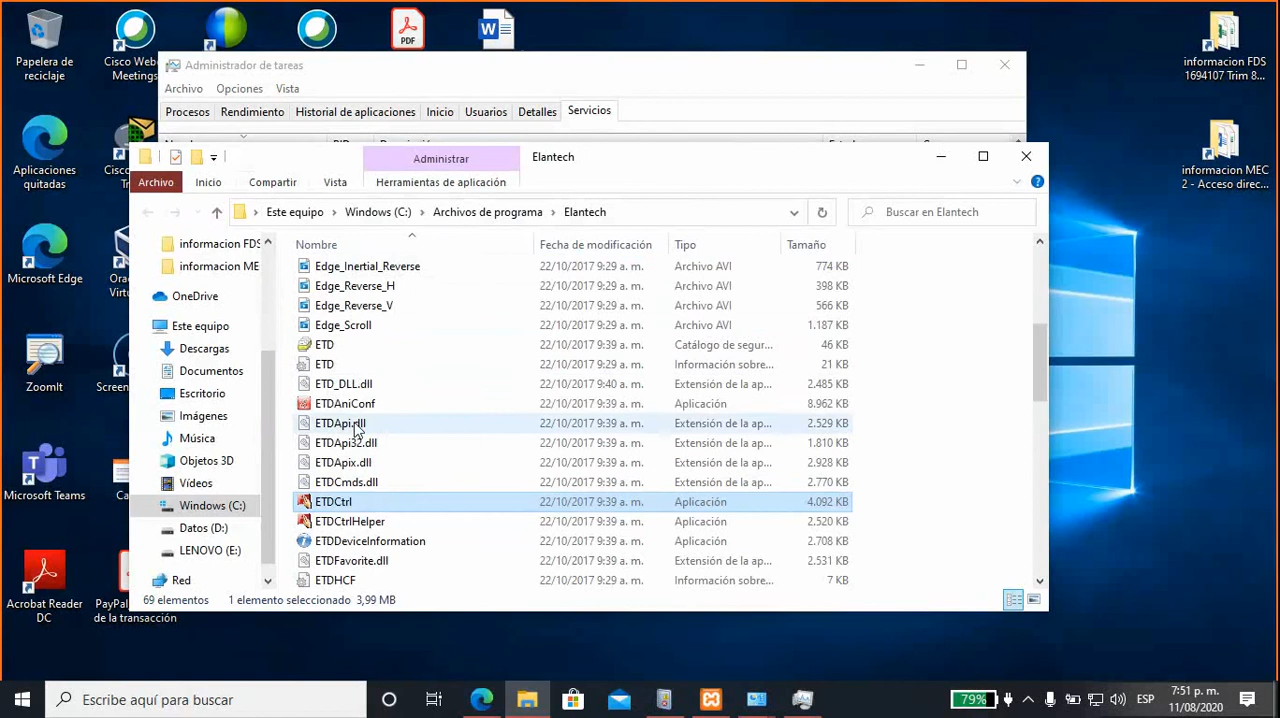 Papelera de
reciclaje
Cisco Web
Meetings
PDF
W
informacion FDS
1694107 Trim 8...
Administrador de tareas
Archivo Opciones Vista
Procesos Rendimiento Historial de aplicaciones Inicio Usuarios Detalles Servicios
Aplicaciones
quitadas
informacion MEC
2 - Acceso direc...
Administrar Elantech
Archivo Inicio Compartir Vista Herramientas de aplicación
Este equipo > Windows (C:) > Archivos de programa > Elantech
Buscar en Elantech
Nombre Fecha de modificación Tipo Tamaño
informacion FDS
informacion ME
OneDrive
Este equipo
Descargas
Documentos
Escritorio
Imágenes
Música
Objetos 3D
Vídeos
Windows (C:)
Datos (D:)
LENOVO (E:)
Red
Edge_Inertial_Reverse 22/10/2017 9:29 a. m. Archivo AVI 774 KB
Edge_Reverse_H 22/10/2017 9:29 a. m. Archivo AVI 398 KB
Edge_Reverse_V 22/10/2017 9:29 a. m. Archivo AVI 566 KB
Edge_Scroll 22/10/2017 9:29 a. m. Archivo AVI 1.187 KB
ETD 22/10/2017 9:29 a. m. Catálogo de segur... 46 KB
ETD 22/10/2017 9:29 a. m. Información sobre... 21 KB
ETD_DLL.dll 22/10/2017 9:40 a. m. Extensión de la ap... 2.485 KB
ETDAniConf 22/10/2017 9:39 a. m. Aplicación 8.962 KB
ETDApi.dll 22/10/2017 9:39 a. m. Extensión de la ap... 2.529 KB
ETDApi32.dll 22/10/2017 9:39 a. m. Extensión de la ap... 1.810 KB
ETDApix.dll 22/10/2017 9:39 a. m. Extensión de la ap... 2.928 KB
ETDCmds.dll 22/10/2017 9:39 a. m. Extensión de la ap... 2.770 KB
ETDCtrl 22/10/2017 9:39 a. m. Aplicación 4.092 KB
ETDCtrlHelper 22/10/2017 9:39 a. m. Aplicación 2.520 KB
ETDDeviceInformation 22/10/2017 9:39 a. m. Aplicación 2.708 KB
ETDFavorite.dll 22/10/2017 9:39 a. m. Extensión de la ap... 2.531 KB
ETDHCF 22/10/2017 9:29 a. m. Información sobre... 7 KB
69 elementos 1 elemento seleccionado 3,99 MB
Microsoft Edge
ZoomIt
Microsoft Teams
Acrobat Reader
DC
PayPal
de la transacción
Escribe aquí para buscar
79%
ESP
7:51 p. m.
11/08/2020